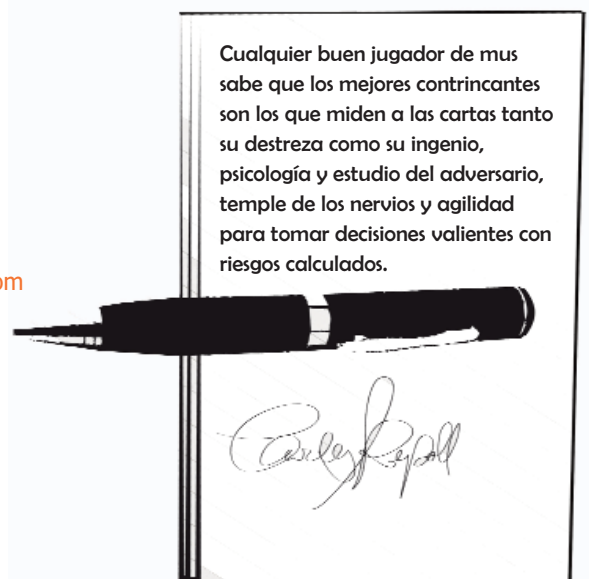 Cualquier buen jugador de mus
sabe que los mejores contrincantes
son los que miden a las cartas tanto
su destreza como su ingenio,
psicología y estudio del adversario,
temple de los nervios y agilidad
para tomar decisiones valientes con
riesgos calculados.
om